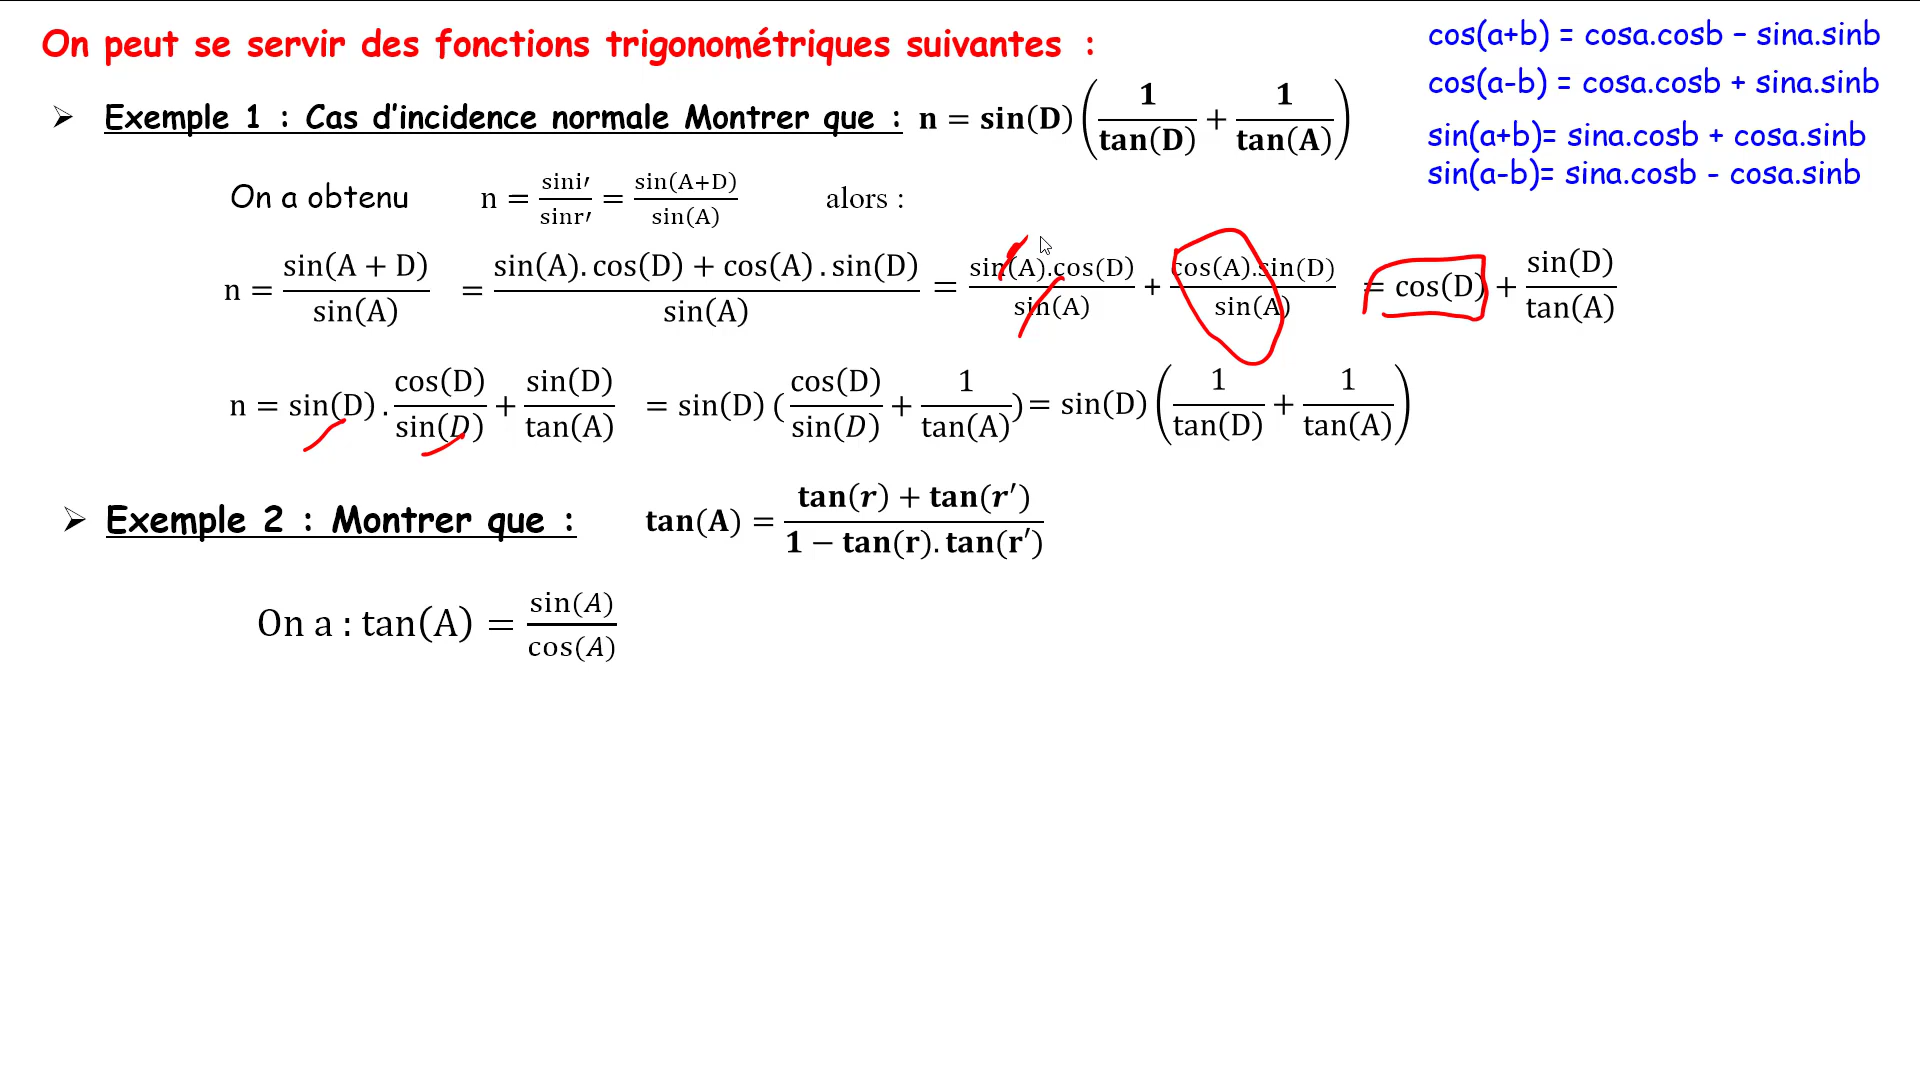 On peut se servir des fonctions trigonométriques suivantes :
cos(a+b) = cosa.cosb – sina.sinb
cos(a-b) = cosa.cosb + sina.sinb
sin(a+b)= sina.cosb + cosa.sinb
sin(a-b)= sina.cosb - cosa.sinb
➢ Exemple 1 : Cas d’incidence normale Montrer que : n = sin(D) (1/tan(D) + 1/tan(A))
On a obtenu n = sini′/sinr′ = sin(A+D)/sin(A) alors :
n = sin(A + D)/sin(A) = (sin(A). cos(D) + cos(A) . sin(D))/sin(A) = sin(A).cos(D)/sin(A) + cos(A).sin(D)/sin(A) = cos(D) + sin(D)/tan(A)
n = sin(D) . cos(D)/sin(D) + sin(D)/tan(A) = sin(D) (cos(D)/sin(D) + 1/tan(A)) = sin(D) (1/tan(D) + 1/tan(A))
➢ Exemple 2 : Montrer que : tan(A) = (tan(r) + tan(r′))/(1 − tan(r). tan(r′))
On a : tan(A) = sin(A)/cos(A)